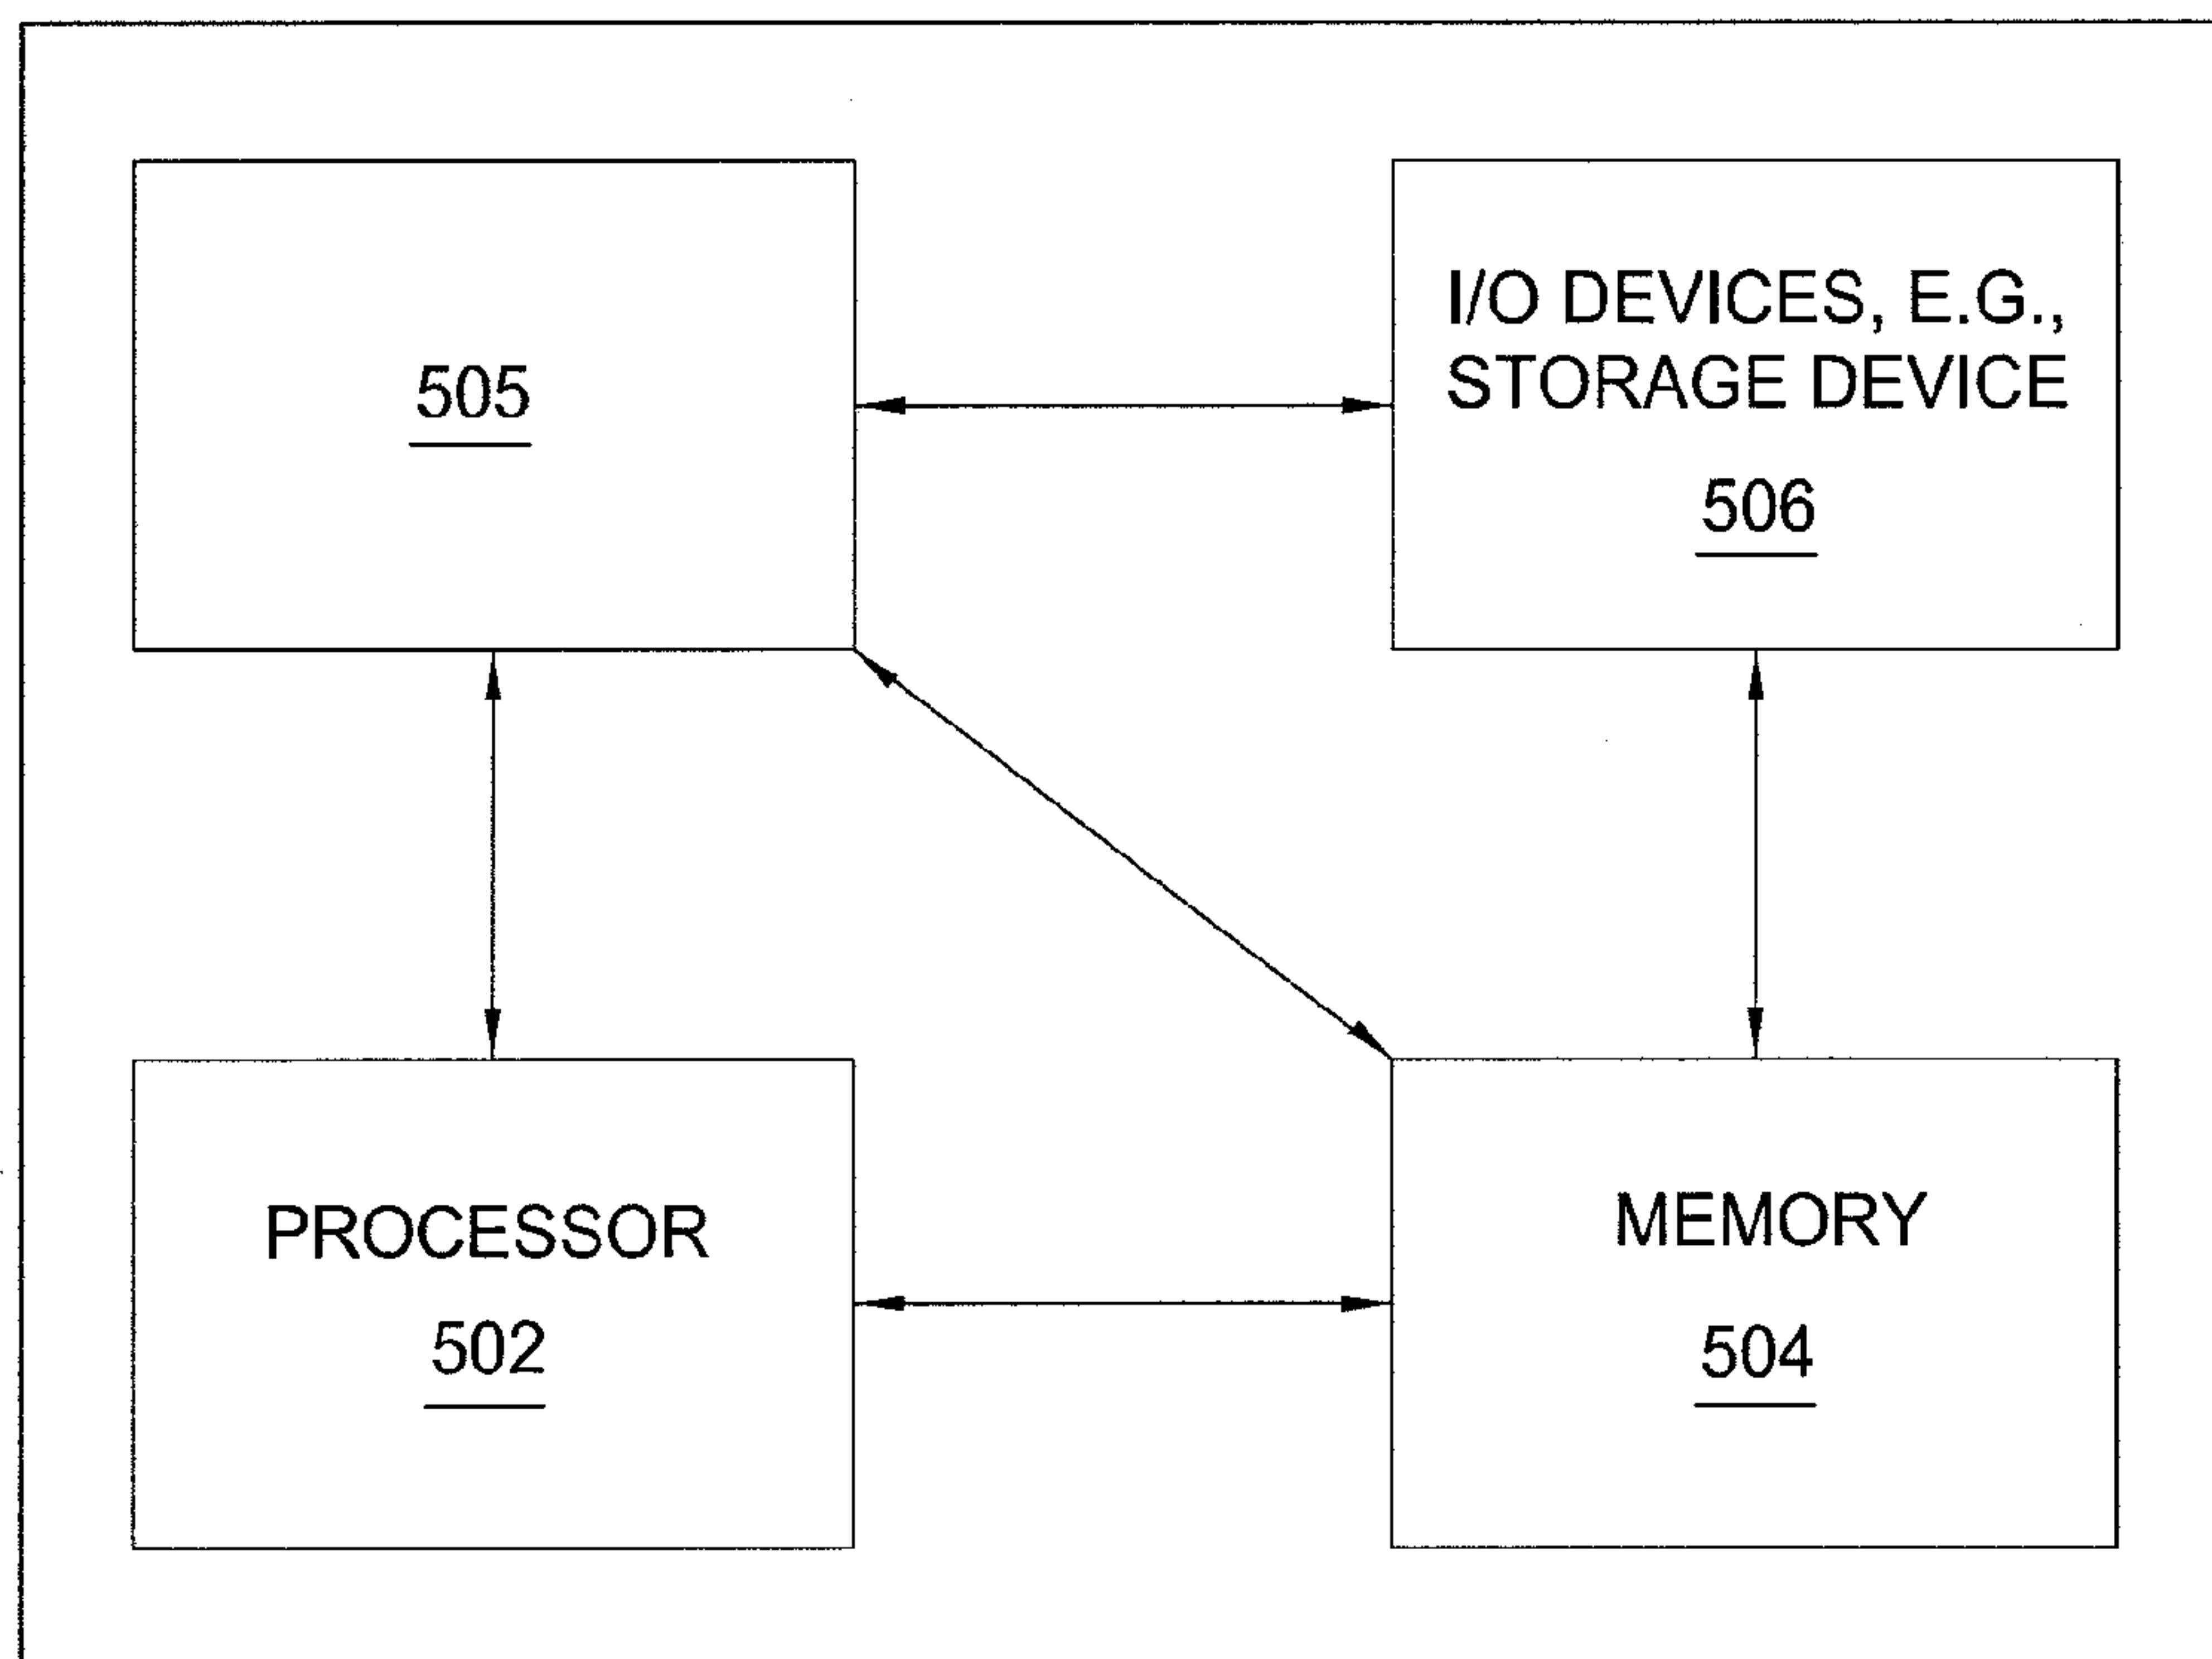 505
I/O DEVICES, E.G.,
STORAGE DEVICE
506
PROCESSOR
502
MEMORY
504